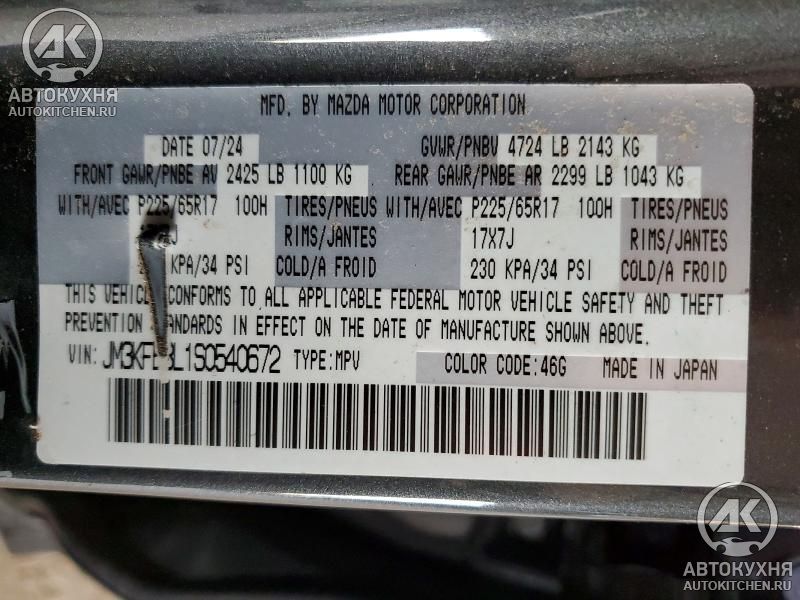 АВТОКУХНЯ
AUTOKITCHEN.RU
MFD. BY MAZDA MOTOR CORPORATION
DATE 07/24 GVWR/PNBV 4724 LB 2143 KG
FRONT GAWR/PNBE AV 2425 LB 1100 KG REAR GAWR/PNBE AR 2299 LB 1043 KG
WITH/AVEC P225/65R17 100H TIRES/PNEUS WITH/AVEC P225/65R17 100H TIRES/PNEUS
RIMS/JANTES 17X7J RIMS/JANTES
KPA/34 PSI COLD/A FROID 230 KPA/34 PSI COLD/A FROID
THIS VEHICLE CONFORMS TO ALL APPLICABLE FEDERAL MOTOR VEHICLE SAFETY AND THEFT
PREVENTION STANDARDS IN EFFECT ON THE DATE OF MANUFACTURE SHOWN ABOVE.
VIN: TYPE:MPV COLOR CODE:46G MADE IN JAPAN
АВТОКУХНЯ
AUTOKITCHEN.RU